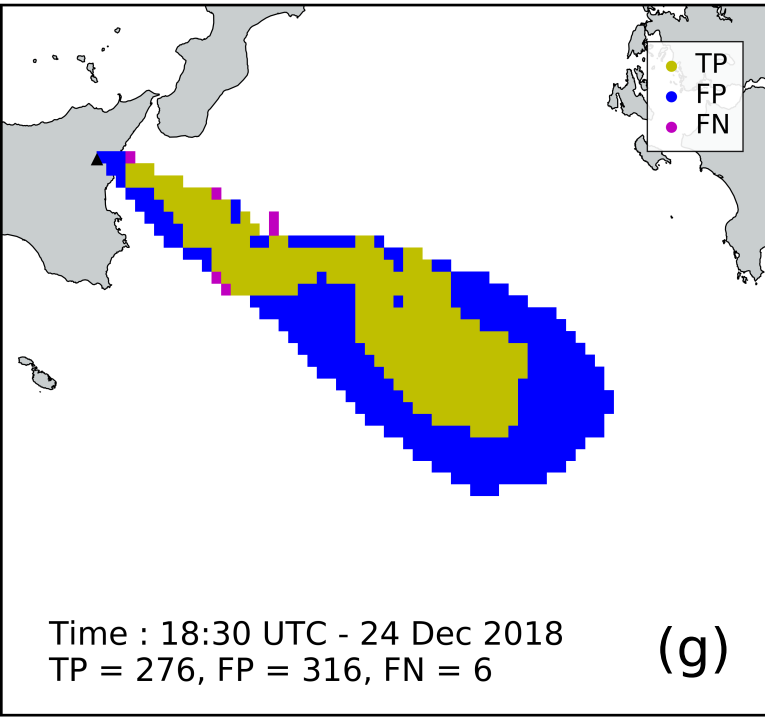 TP
FP
FN
Time : 18:30 UTC - 24 Dec 2018
TP = 276, FP = 316, FN = 6
(g)